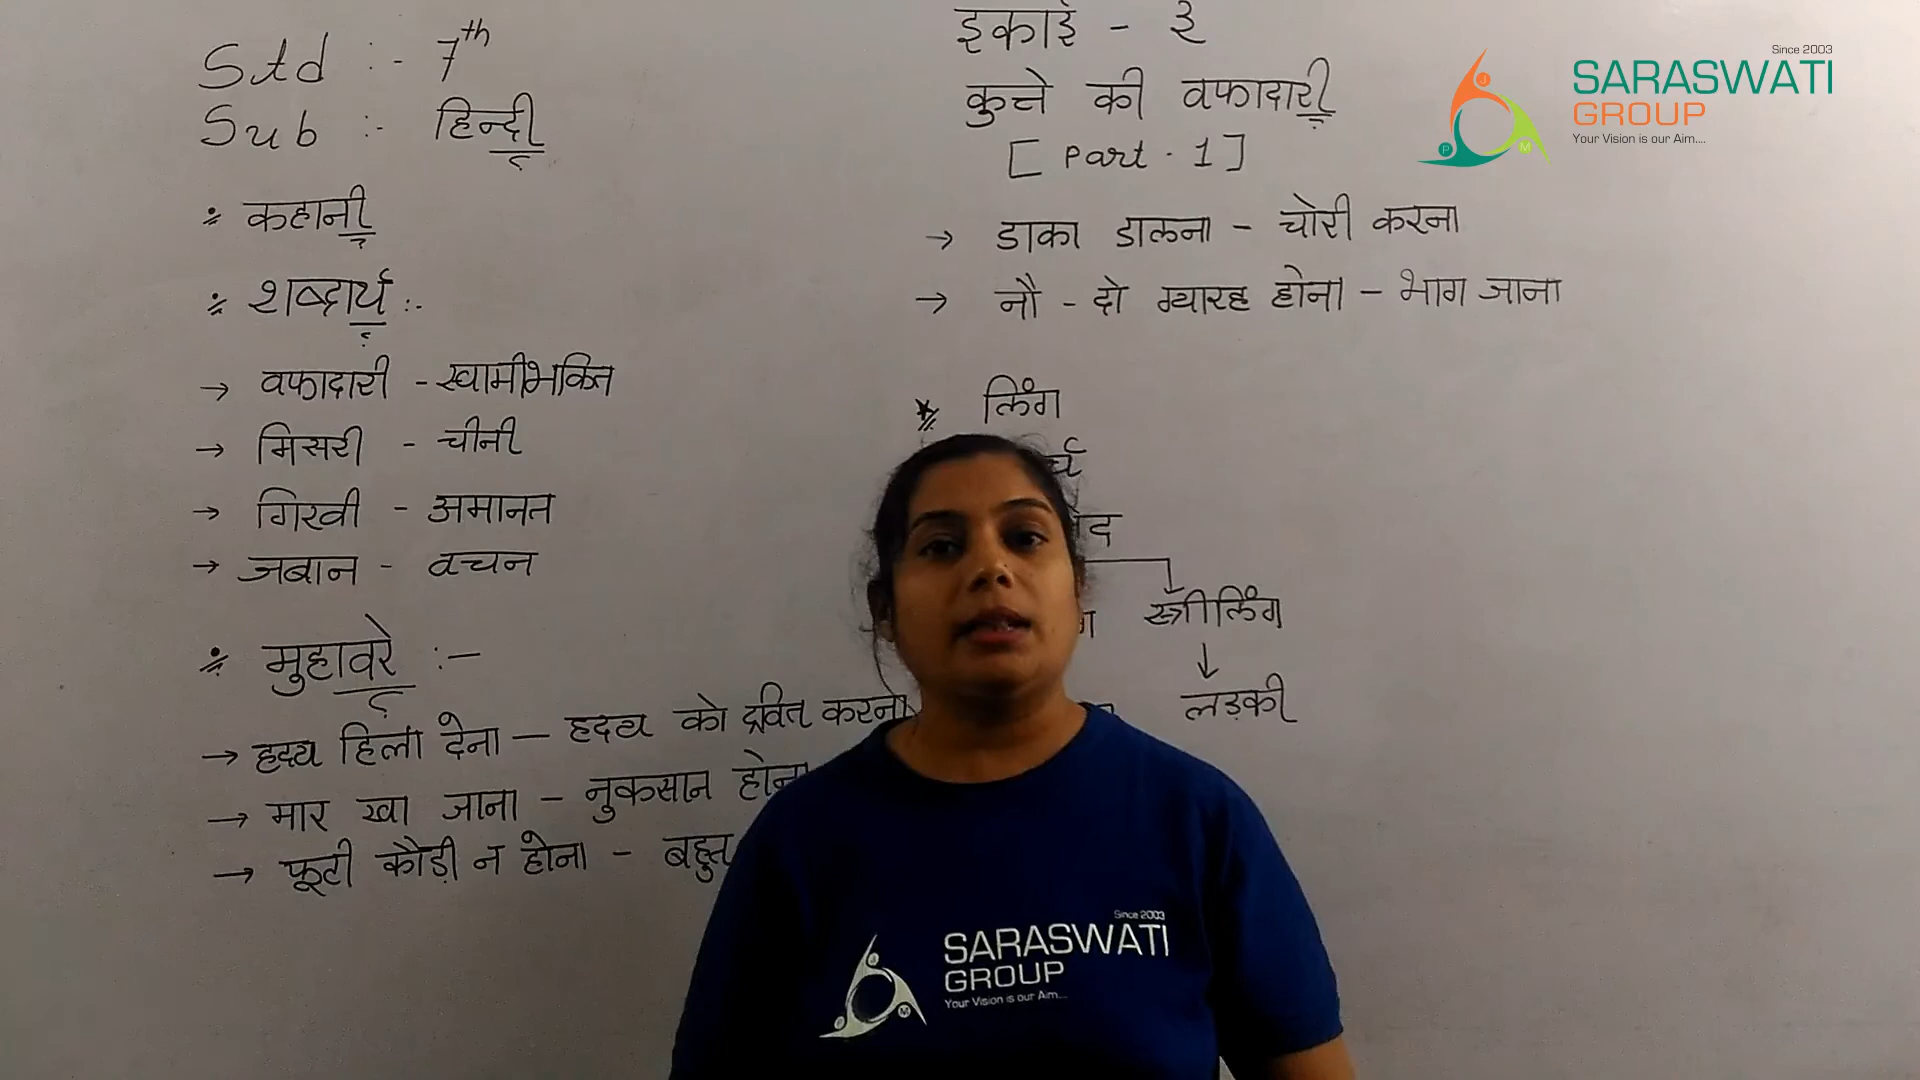 Std :- 7th
Sub :- हिन्दी
* कहानी
* शब्दार्थ :-
→ वफादारी - स्वामीभक्ति
→ मिसरी - चीनी
→ गिरवी - अमानत
→ जबान - वचन
* मुहावरे :-
→ हृदय हिला देना - हृदय को द्रवित करना
→ मार खा जाना - नुकसान होना
→ फूटी कौड़ी न होना - बहुत
इकाई - २
कुत्ते की वफादारी
[Part - 1]
→ डाका डालना - चोरी करना
→ नौ - दो ग्यारह होना - भाग जाना
* लिंग
स्त्रीलिंग
↓
लड़की
Since 2003
SARASWATI
GROUP
Your Vision is our Aim....
J
P
M
Since 2003
SARASWATI
GROUP
Your Vision is our Aim...